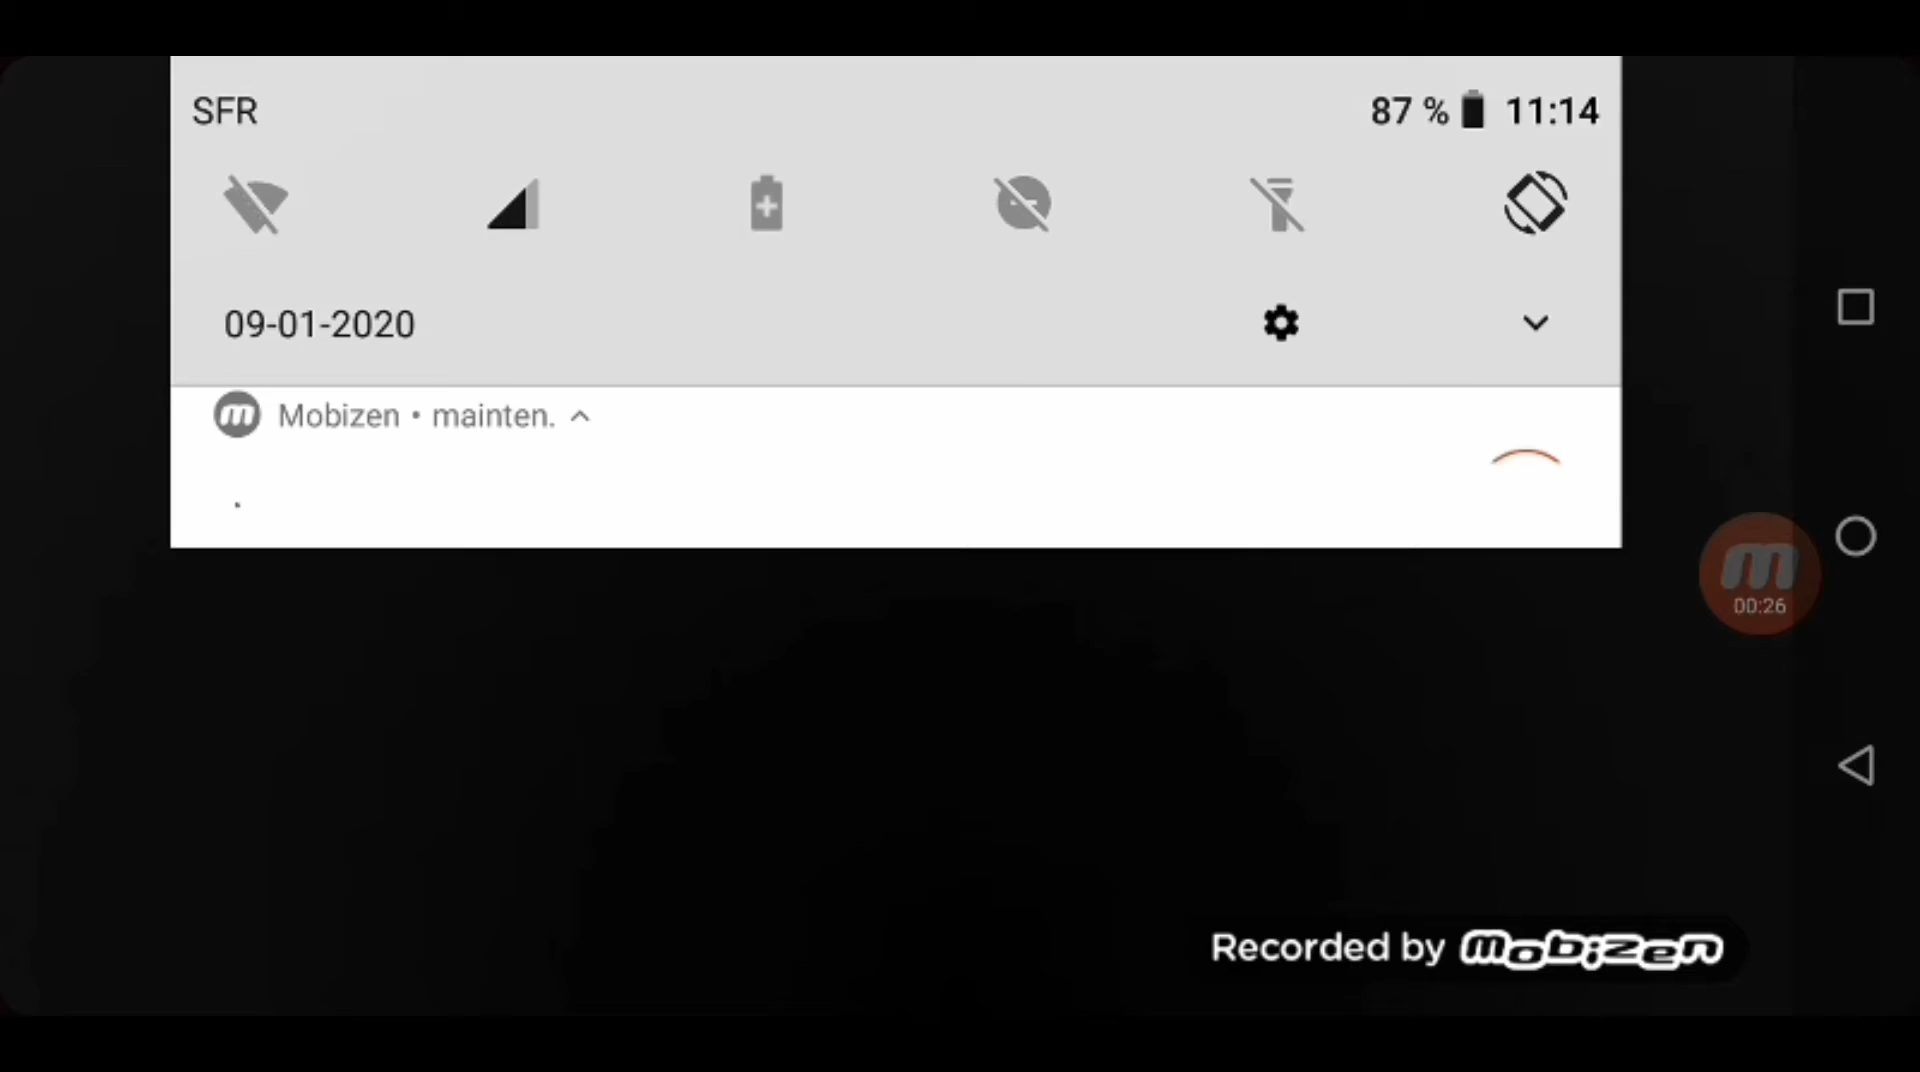 SFR
87 % 11:14
09-01-2020
Mobizen • mainten.
00:26
Recorded by mobizen